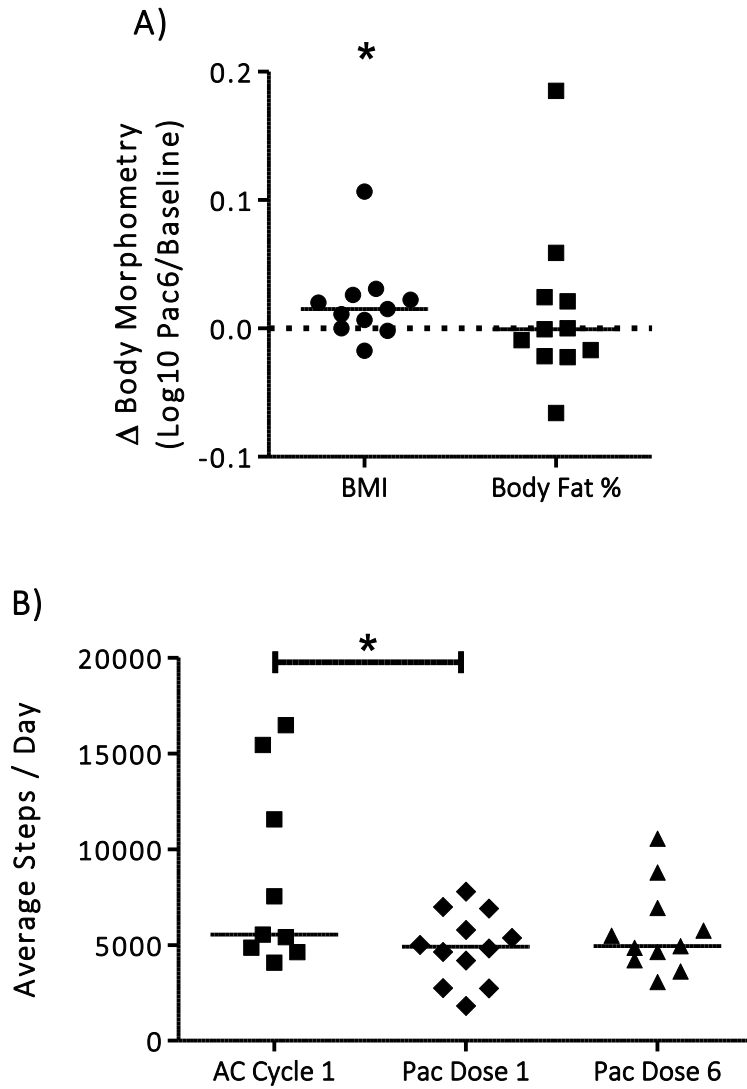 A)
*
Δ Body Morphometry
(Log10 Pac6/Baseline)
0.2
0.1
0.0
-0.1
BMI Body Fat %
B)
*
Average Steps / Day
20000
15000
10000
5000
0
AC Cycle 1 Pac Dose 1 Pac Dose 6